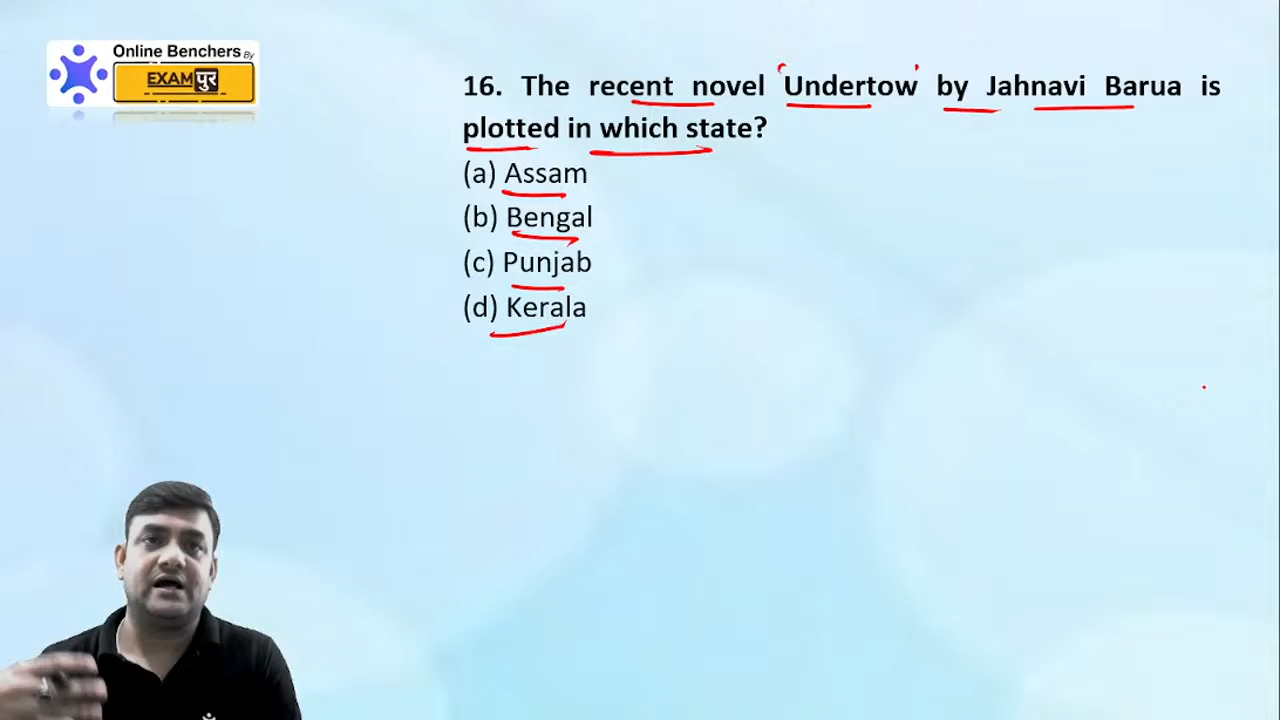 Online Benchers By
EXAMपुर
16. The recent novel ‘Undertow’ by Jahnavi Barua is
plotted in which state?
(a) Assam
(b) Bengal
(c) Punjab
(d) Kerala